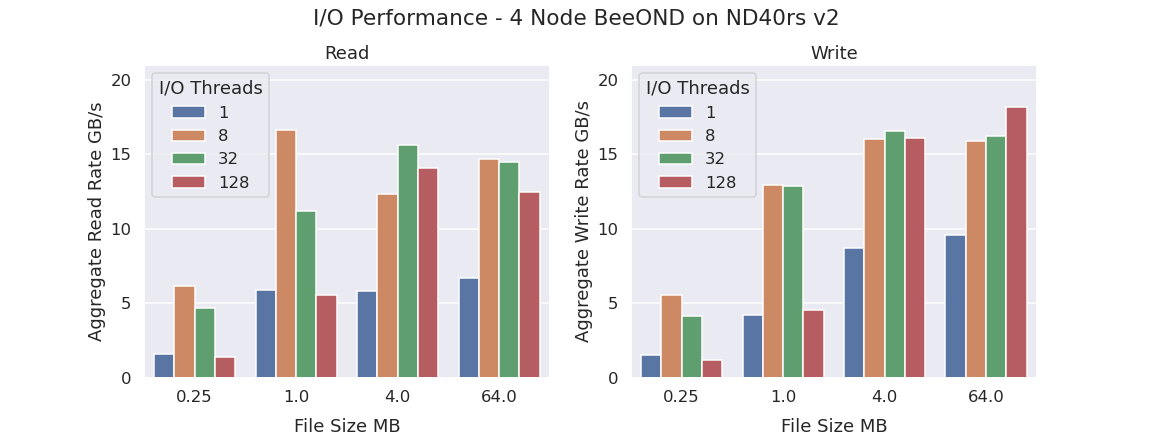 I/O Performance - 4 Node BeeOND on ND40rs v2
Read
Aggregate Read Rate GB/s
20
15
10
5
0
I/O Threads
1
8
32
128
0.25 1.0 4.0 64.0
File Size MB
Write
Aggregate Write Rate GB/s
20
15
10
5
0
I/O Threads
1
8
32
128
0.25 1.0 4.0 64.0
File Size MB